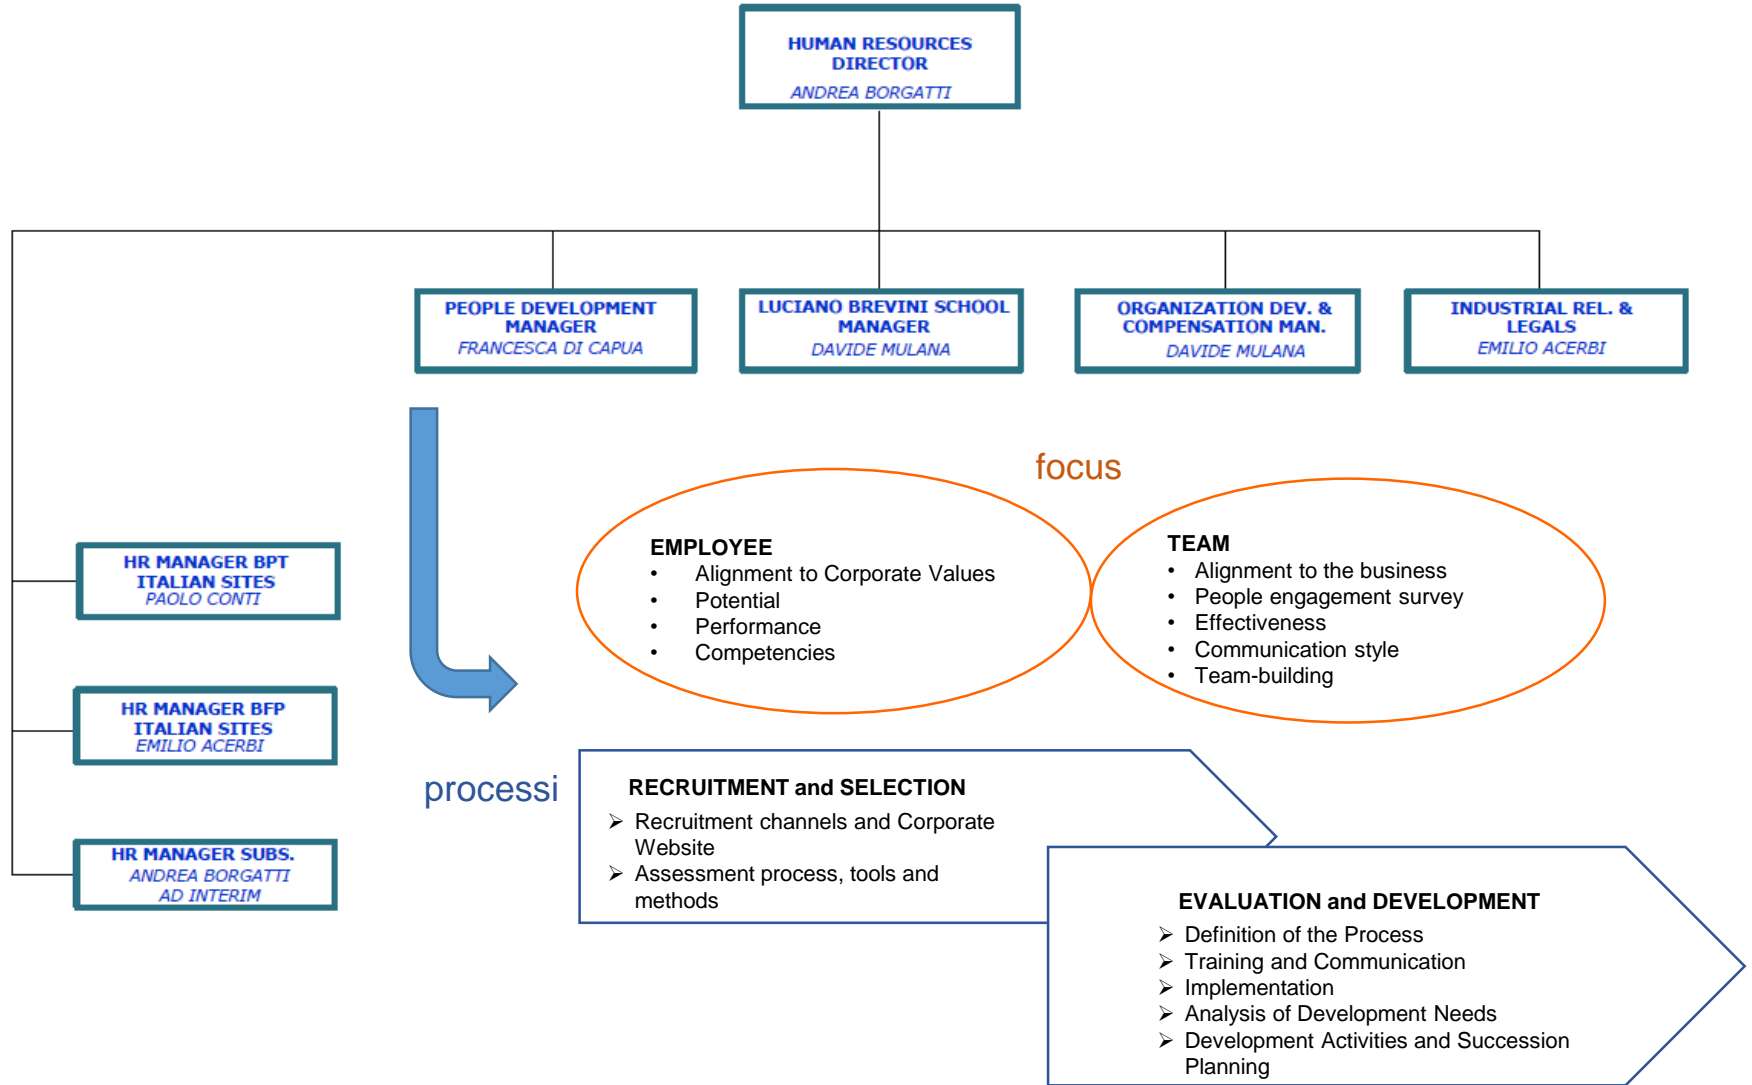 HUMAN RESOURCES
DIRECTOR
ANDREA BORGATTI
PEOPLE DEVELOPMENT
MANAGER
FRANCESCA DI CAPUA
LUCIANO BREVINI SCHOOL
MANAGER
DAVIDE MULANA
ORGANIZATION DEV. &
COMPENSATION MAN.
DAVIDE MULANA
INDUSTRIAL REL. &
LEGALS
EMILIO ACERBI
HR MANAGER BPT
ITALIAN SITES
PAOLO CONTI
HR MANAGER BFP
ITALIAN SITES
EMILIO ACERBI
HR MANAGER SUBS.
ANDREA BORGATTI
AD INTERIM
focus
EMPLOYEE
• Alignment to Corporate Values
• Potential
• Performance
• Competencies
TEAM
• Alignment to the business
• People engagement survey
• Effectiveness
• Communication style
• Team-building
processi
RECRUITMENT and SELECTION
➢ Recruitment channels and Corporate
Website
➢ Assessment process, tools and
methods
EVALUATION and DEVELOPMENT
➢ Definition of the Process
➢ Training and Communication
➢ Implementation
➢ Analysis of Development Needs
➢ Development Activities and Succession
Planning